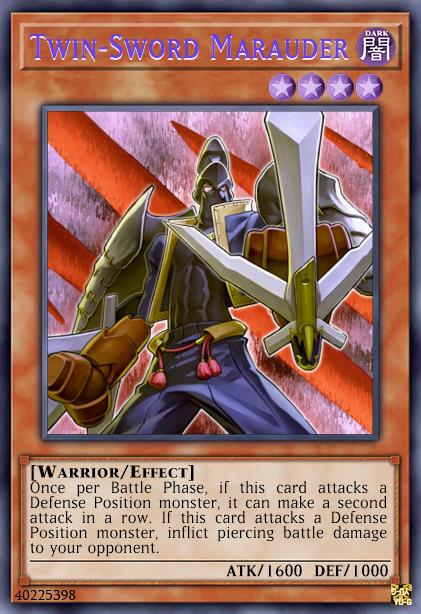 Twin-Sword Marauder
DARK
闇
[Warrior/Effect]
Once per Battle Phase, if this card attacks a
Defense Position monster, it can make a second
attack in a row. If this card attacks a Defense
Position monster, inflict piercing battle damage
to your opponent.
ATK/1600 DEF/1000
40225398